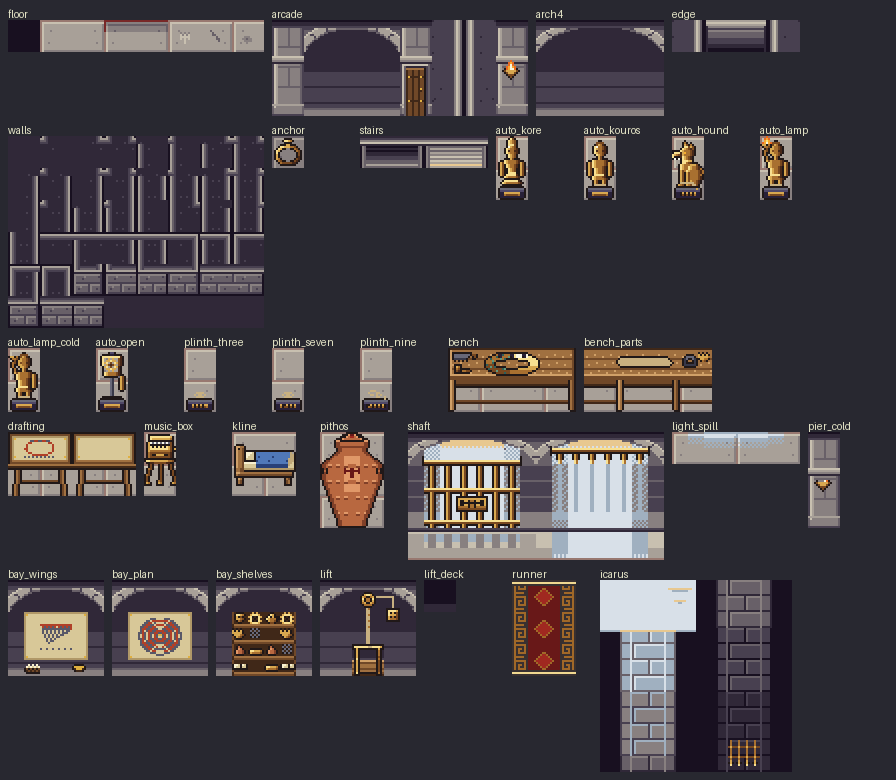 floor
arcade
arch4
edge
walls
anchor
stairs
auto_kore
auto_kouros
auto_hound
auto_lamp
auto_lamp_cold
auto_open
plinth_three
plinth_seven
plinth_nine
bench
bench_parts
drafting
music_box
kline
pithos
shaft
light_spill
pier_cold
bay_wings
bay_plan
bay_shelves
lift
lift_deck
runner
icarus